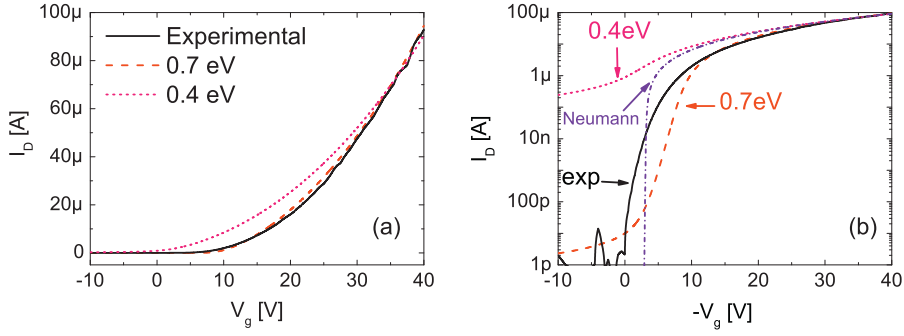 100µ
80µ
60µ
40µ
20µ
0
I_D [A]
Experimental
0.7 eV
0.4 eV
(a)
-10 0 10 20 30 40
V_g [V]
100µ
1µ
10n
100p
1p
I_D [A]
0.4eV
Neumann
0.7eV
exp
(b)
-10 0 10 20 30 40
-V_g [V]